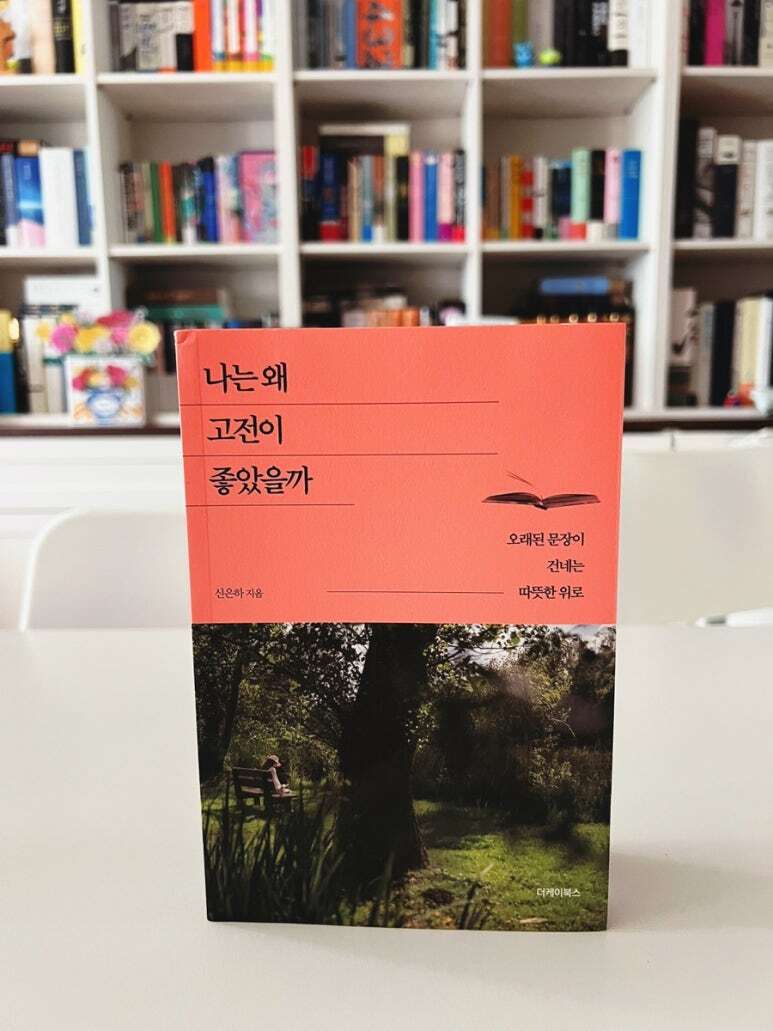 나는 왜
고전이
좋았을까
오래된 문장이
건네는
따뜻한 위로
신은하 지음
더케이북스